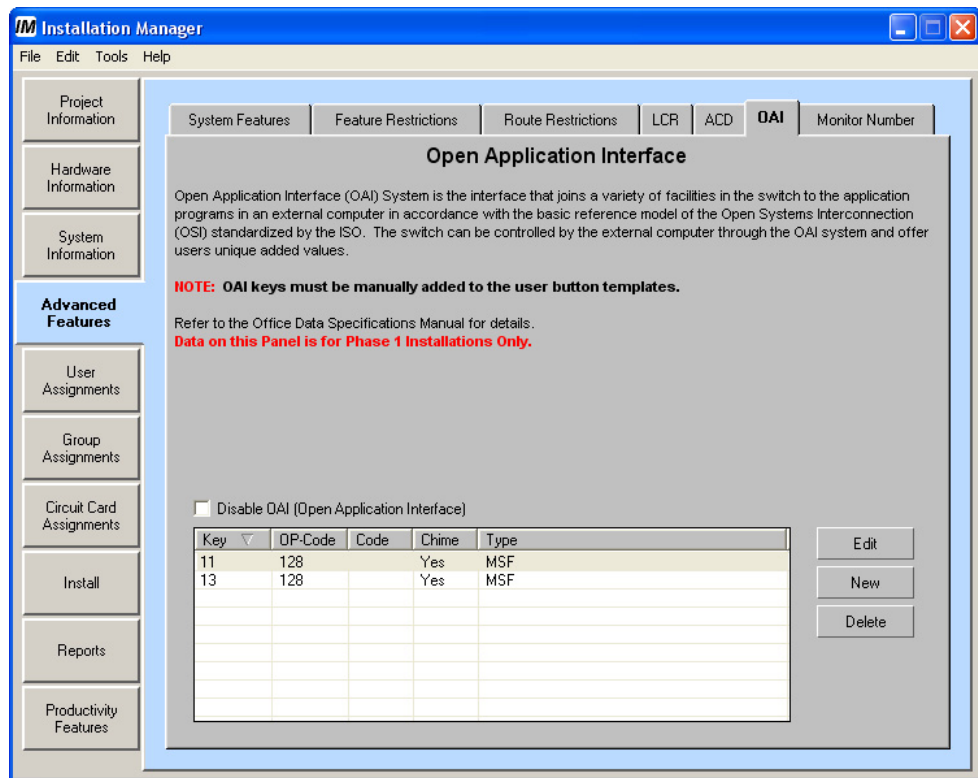 IM Installation Manager
File Edit Tools Help
Project
Information
Hardware
Information
System
Information
Advanced
Features
User
Assignments
Group
Assignments
Circuit Card
Assignments
Install
Reports
Productivity
Features
System Features Feature Restrictions Route Restrictions LCR ACD OAI Monitor Number
Open Application Interface
Open Application Interface (OAI) System is the interface that joins a variety of facilities in the switch to the application
programs in an external computer in accordance with the basic reference model of the Open Systems Interconnection
(OSI) standardized by the ISO. The switch can be controlled by the external computer through the OAI system and offer
users unique added values.
NOTE: OAI keys must be manually added to the user button templates.
Refer to the Office Data Specifications Manual for details.
Data on this Panel is for Phase 1 Installations Only.
Disable OAI (Open Application Interface)
Key OP-Code Code Chime Type
11 128 Yes MSF
13 128 Yes MSF
Edit
New
Delete